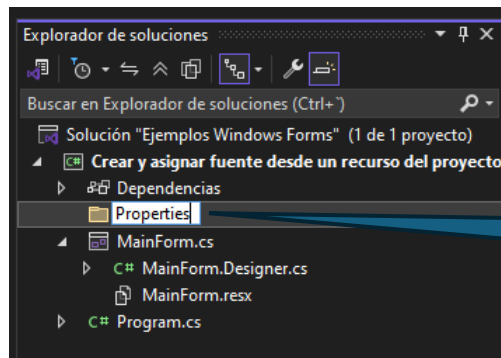 Explorador de soluciones
Buscar en Explorador de soluciones (Ctrl+`)
Solución "Ejemplos Windows Forms" (1 de 1 proyecto)
C# Crear y asignar fuente desde un recurso del proyecto
Dependencias
Properties
MainForm.cs
C# MainForm.Designer.cs
MainForm.resx
C# Program.cs